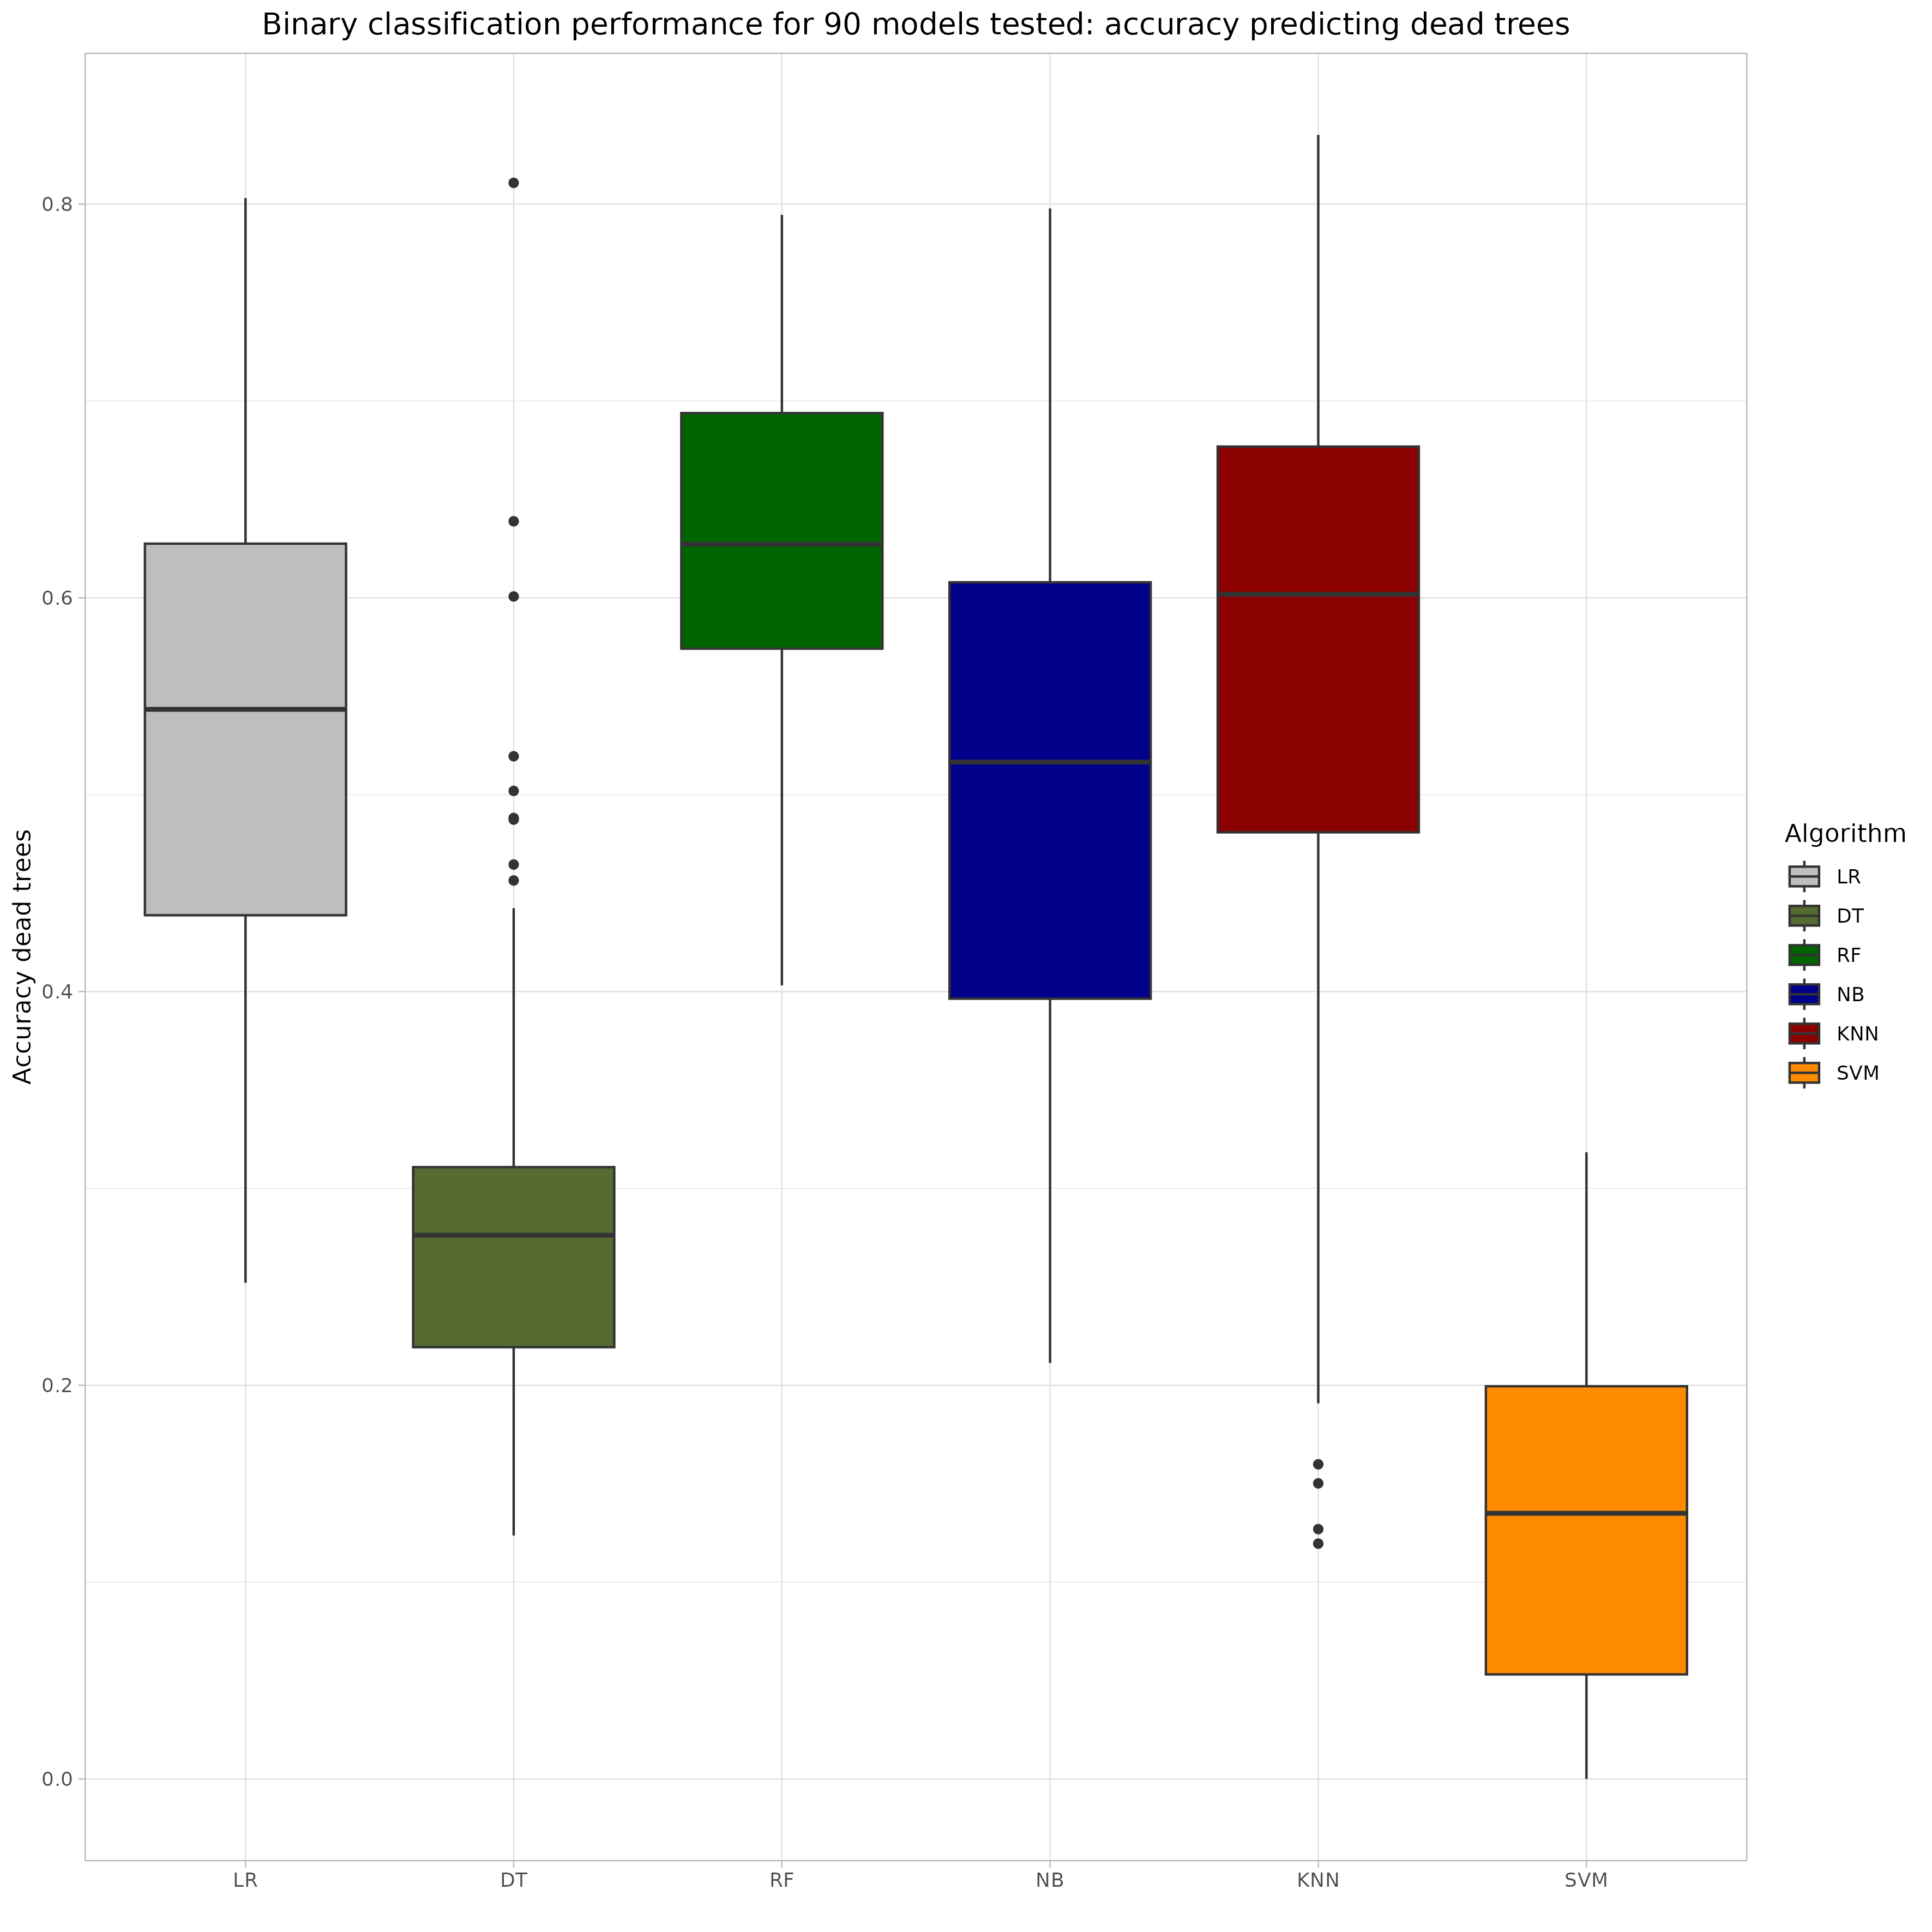 Binary classification performance for 90 models tested: accuracy predicting dead trees
Accuracy dead trees
0.8
0.6
0.4
0.2
0.0
LR
DT
RF
NB
KNN
SVM
Algorithm
LR
DT
RF
NB
KNN
SVM